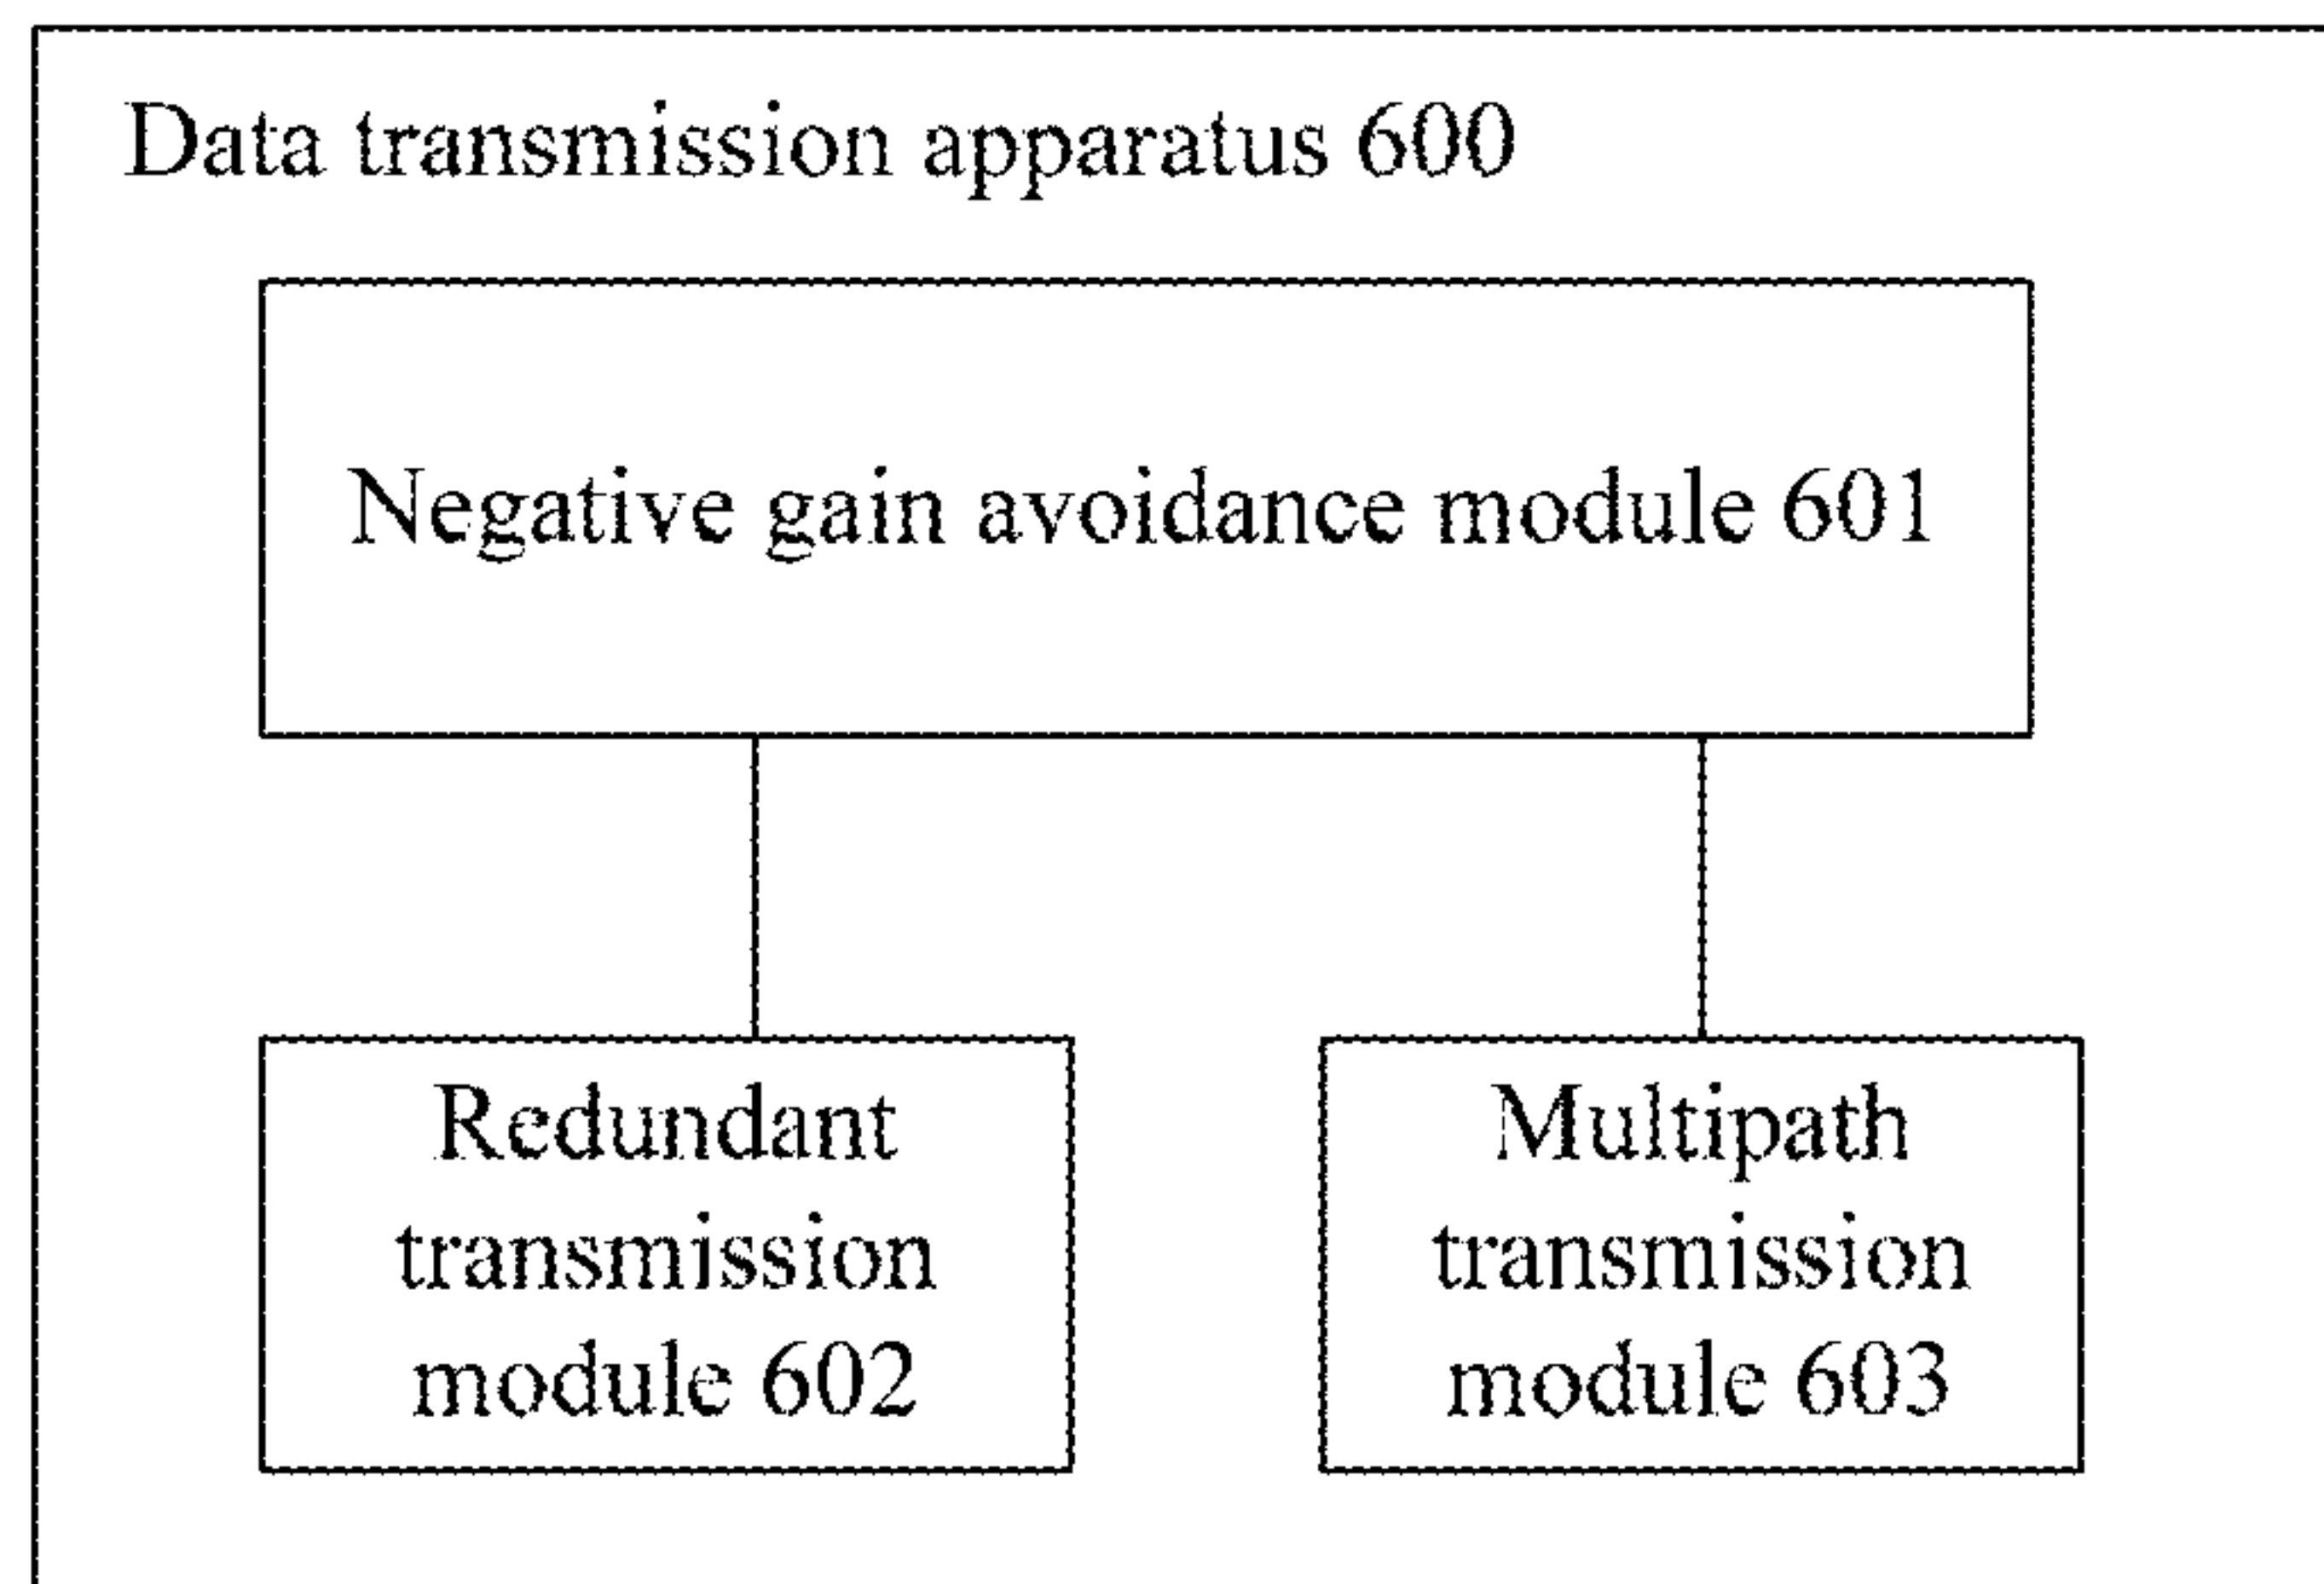 Data transmission apparatus 600
Negative gain avoidance module 601
Redundant
transmission
module 602
Multipath
transmission
module 603